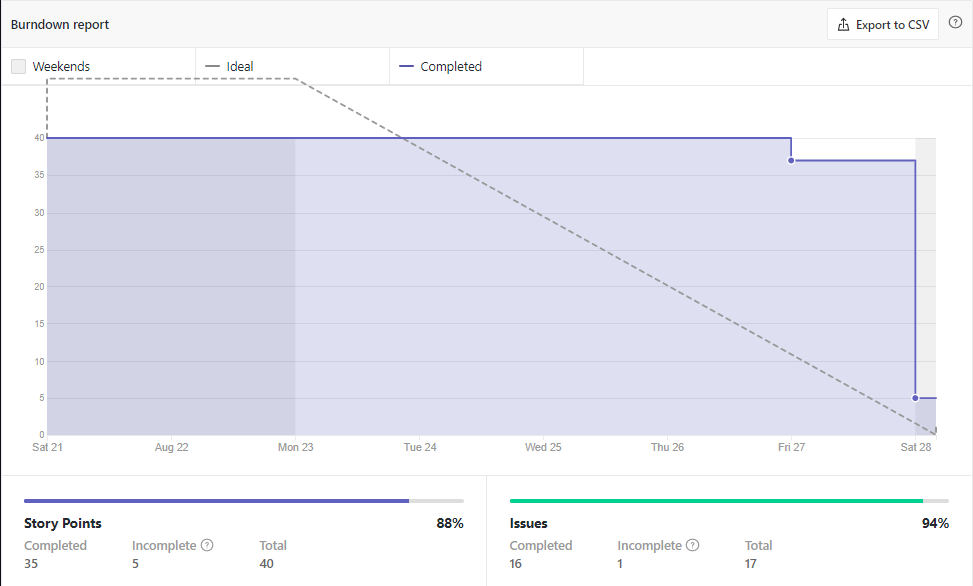 Burndown report
Export to CSV
?
Weekends
Ideal
Completed
40
35
30
25
20
15
10
5
0
Sat 21 Aug 22 Mon 23 Tue 24 Wed 25 Thu 26 Fri 27 Sat 28
Story Points 88%
Completed Incomplete ? Total
35 5 40
Issues 94%
Completed Incomplete ? Total
16 1 17